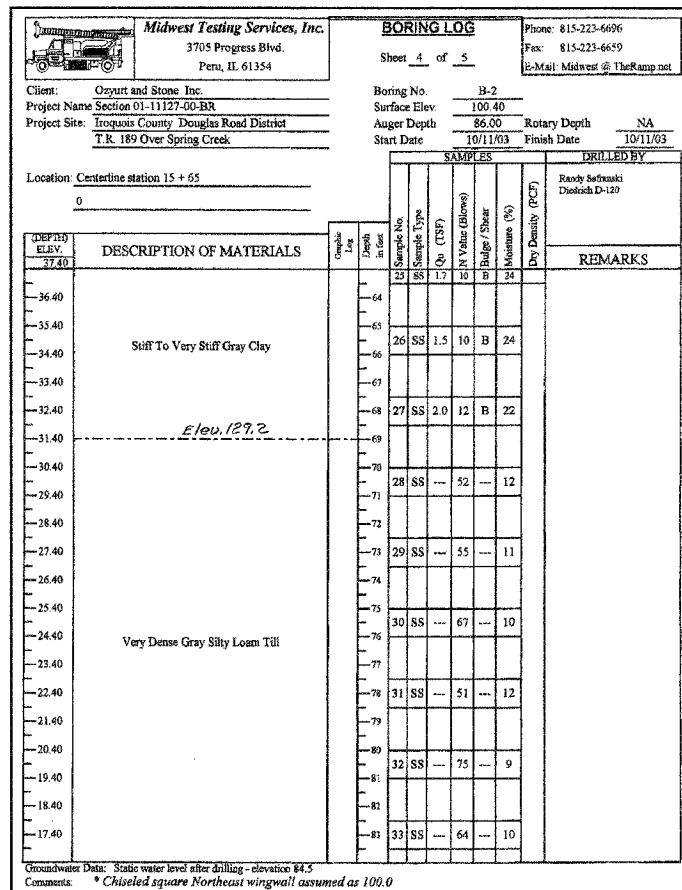 Midwest Testing Services, Inc.
3705 Progress Blvd.
Peru, IL 61354
BORING LOG
Sheet 4 of 5
Phone: 815-223-6696
Fax: 815-223-6659
E-Mail: Midwest @ TheRamp.net
Client: Ozyurt and Stone Inc.
Project Name Section 01-11127-00-BR
Project Site: Iroquois County Douglas Road District
T.R. 189 Over Spring Creek
Boring No. B-2
Surface Elev. 100.40
Auger Depth 86.00 Rotary Depth NA
Start Date 10/11/03 Finish Date 10/11/03
Location: Centerline station 15 + 65
0
SAMPLES
DRILLED BY
Randy Safranski
Diedrich D-120
(DEPTH) ELEV. 37.40
DESCRIPTION OF MATERIALS
Graphic Log
Depth in feet
Sample No.
Sample Type
Qu (TSF)
N Value (Blows)
Bulge / Shear
Moisture (%)
Dry Density (PCF)
REMARKS
25 SS 1.7 10 B 24
36.40 64
35.40 65
Stiff To Very Stiff Gray Clay
26 SS 1.5 10 B 24
34.40 66
33.40 67
32.40 68 27 SS 2.0 12 B 22
Elev. 129.2
31.40 69
30.40 70
28 SS --- 52 --- 12
29.40 71
28.40 72
27.40 73 29 SS --- 55 --- 11
26.40 74
25.40 75
30 SS --- 67 --- 10
24.40 76
Very Dense Gray Silty Loam Till
23.40 77
22.40 78 31 SS --- 51 --- 12
21.40 79
20.40 80
32 SS --- 75 --- 9
19.40 81
18.40 82
17.40 83 33 SS --- 64 --- 10
Groundwater Data: Static water level after drilling - elevation 84.5
Comments: * Chiseled square Northeast wingwall assumed as 100.0